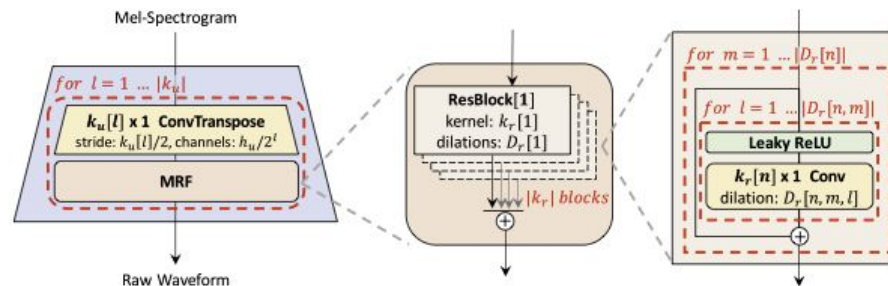 Mel-Spectrogram
for l = 1 … |k_u|
k_u[l] x 1 ConvTranspose
stride: k_u[l]/2, channels: h_u/2^l
MRF
Raw Waveform
ResBlock[1]
kernel: k_r[1]
dilations: D_r[1]
|k_r| blocks
for m = 1 …|D_r[n]|
for l = 1 …|D_r[n, m]|
Leaky ReLU
k_r[n] x 1 Conv
dilation: D_r[n, m, l]